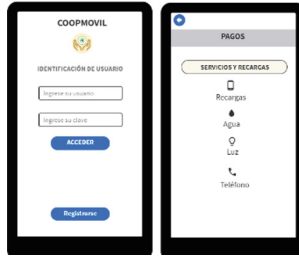 COOPMOVIL
IDENTIFICACIÓN DE USUARIO
Ingrese su usuario
Ingrese su clave
ACCEDER
Registrarse
PAGOS
SERVICIOS Y RECARGAS
Recargas
Agua
Luz
Teléfono